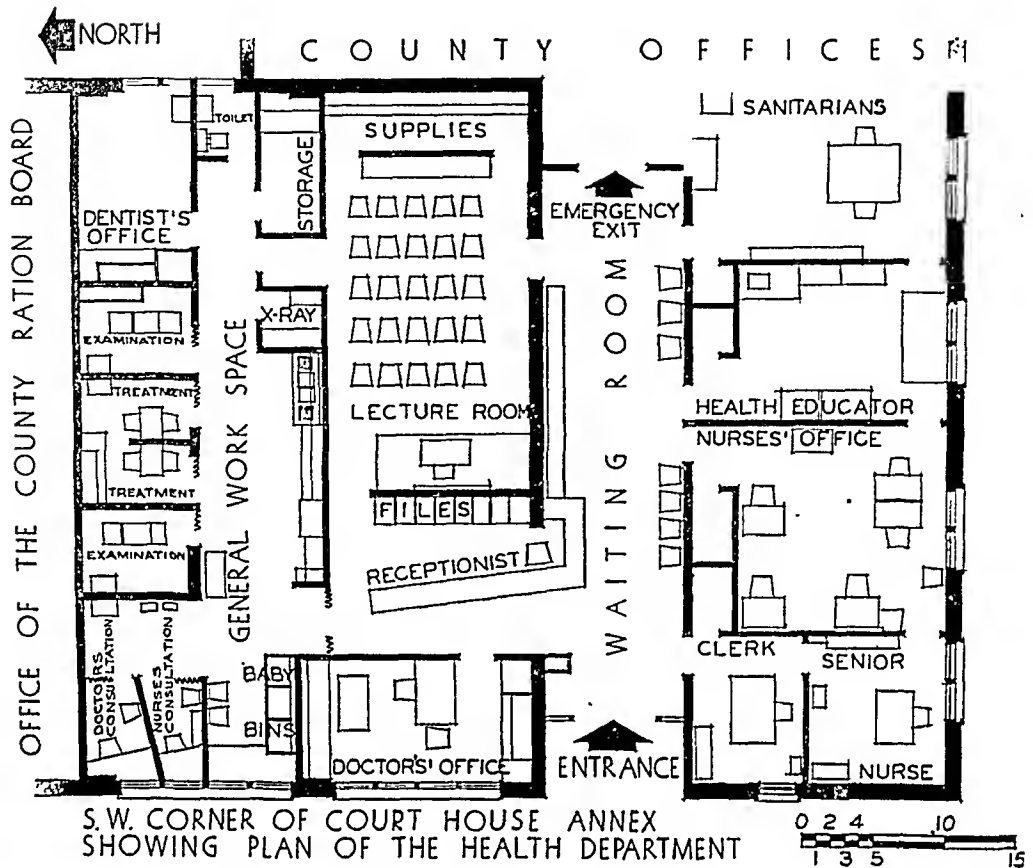 NORTH
COUNTY OFFICES
SANITARIANS
TOILET
SUPPLIES
STORAGE
EMERGENCY
EXIT
DENTIST'S
OFFICE
OFFICE OF THE COUNTY RATION BOARD
X-RAY
EXAMINATION
TREATMENT
GENERAL WORK SPACE
WAITING ROOM
LECTURE ROOM
HEALTH EDUCATOR
NURSES' OFFICE
TREATMENT
FILES
EXAMINATION
RECEPTIONIST
CLERK
SENIOR
DOCTORS
CONSULTATION
NURSES
CONSULTATION
BABY
BINS
DOCTOR'S' OFFICE
ENTRANCE
NURSE
S.W. CORNER OF COURT HOUSE ANNEX
SHOWING PLAN OF THE HEALTH DEPARTMENT
0 2 4 10
1 3 5 15